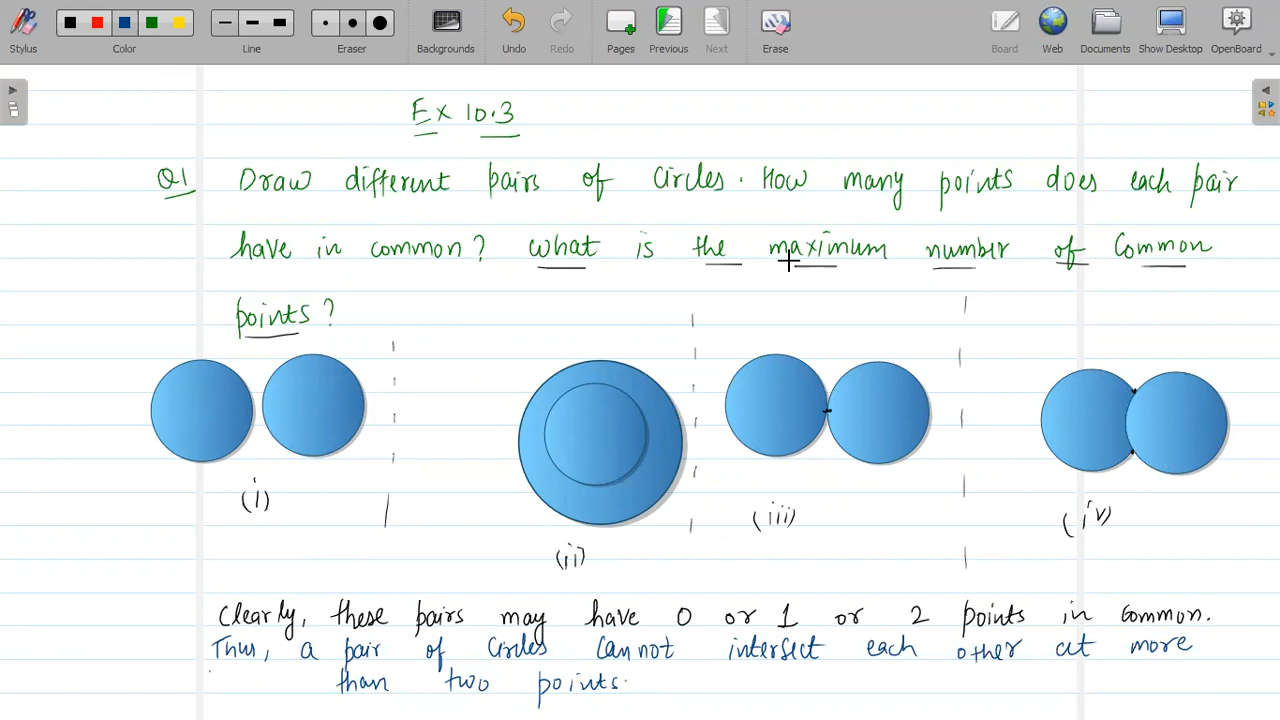 Stylus Color Line Eraser Backgrounds Undo Redo Pages Previous Next Erase Board Web Documents Show Desktop OpenBoard
Ex 10.3
Q1 Draw different pairs of circles. How many points does each pair
have in common? What is the maximum number of Common
points?
(i)
(ii)
(iii)
(iv)
Clearly, these pairs may have 0 or 1 or 2 points in common.
Thus, a pair of Circles Cannot intersect each other at more
than two points.